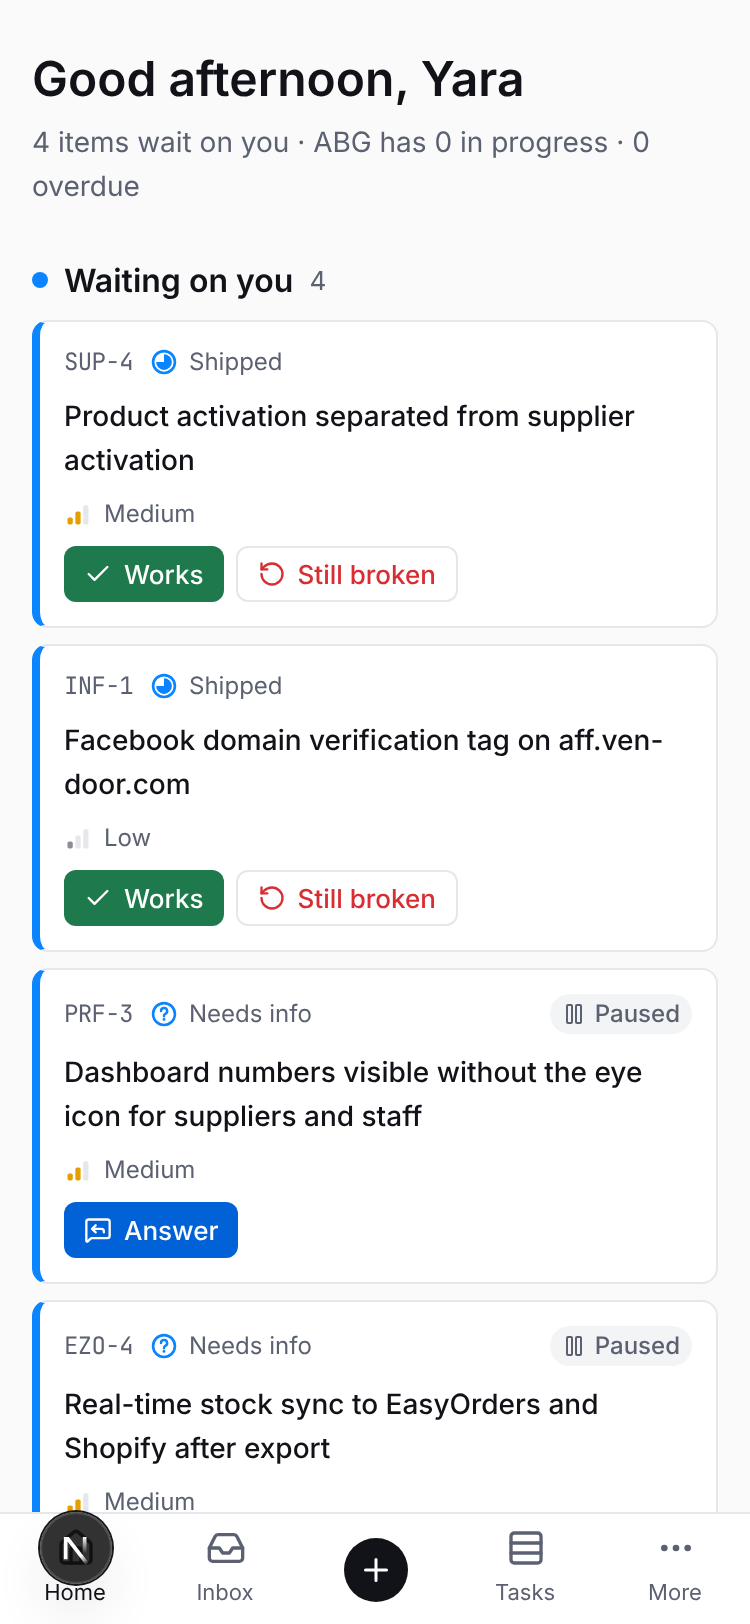 Good afternoon, Yara
4 items wait on you · ABG has 0 in progress · 0
overdue
Waiting on you 4
SUP-4 Shipped
Product activation separated from supplier
activation
Medium
Works Still broken
INF-1 Shipped
Facebook domain verification tag on aff.ven-
door.com
Low
Works Still broken
PRF-3 Needs info Paused
Dashboard numbers visible without the eye
icon for suppliers and staff
Medium
Answer
EZO-4 Needs info Paused
Real-time stock sync to EasyOrders and
Shopify after export
Medium
N
Home Inbox Tasks More